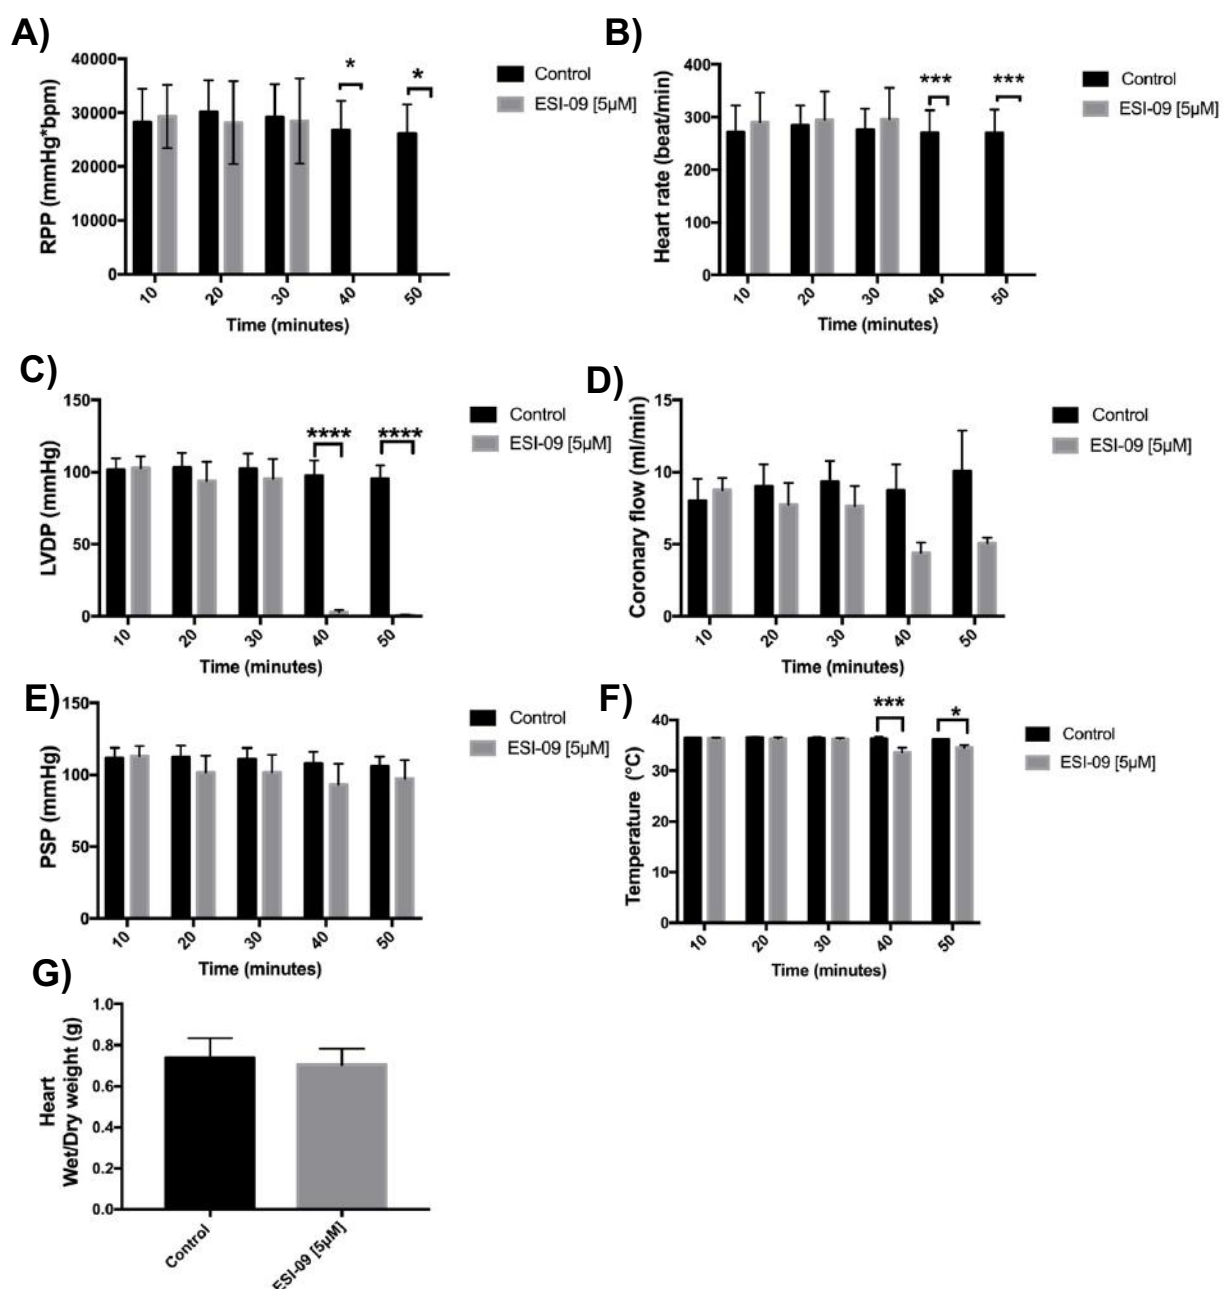 A)
RPP (mmHg*bpm)
40000
30000
20000
10000
0
*
*
10
20
30
40
50
Time (minutes)
Control
ESI-09 [5µM]
B)
Heart rate (beat/min)
400
300
200
100
0
***
***
10
20
30
40
50
Time (minutes)
Control
ESI-09 [5µM]
C)
LVDP (mmHg)
150
100
50
0
****
****
10
20
30
40
50
Time (minutes)
Control
ESI-09 [5µM]
D)
Coronary flow (ml/min)
15
10
5
0
10
20
30
40
50
Time (minutes)
Control
ESI-09 [5µM]
E)
PSP (mmHg)
150
100
50
0
10
20
30
40
50
Time (minutes)
Control
ESI-09 [5µM]
F)
Temperature (°C)
40
30
20
10
0
***
*
10
20
30
40
50
Time (minutes)
Control
ESI-09 [5µM]
G)
Heart
Wet/Dry weight (g)
1.0
0.8
0.6
0.4
0.2
0.0
Control
ESI-09 [5µM]